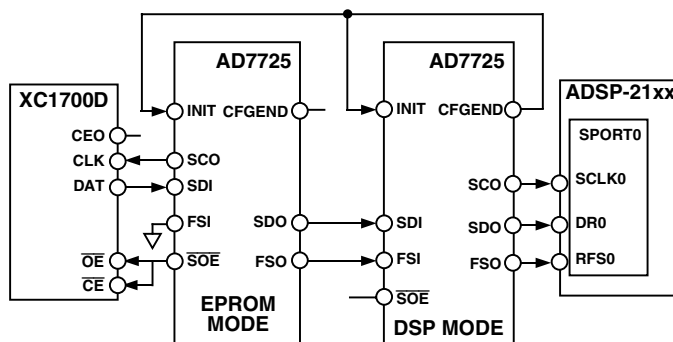 XC1700D
CEO
CLK
DAT
OE
CE
AD7725
INIT
CFGEND
SCO
SDI
FSI
SOE
SDO
FSO
EPROM
MODE
AD7725
INIT
CFGEND
SCO
SDI
SDO
FSI
FSO
SOE
DSP MODE
ADSP-21xx
SPORT0
SCLK0
DR0
RFS0